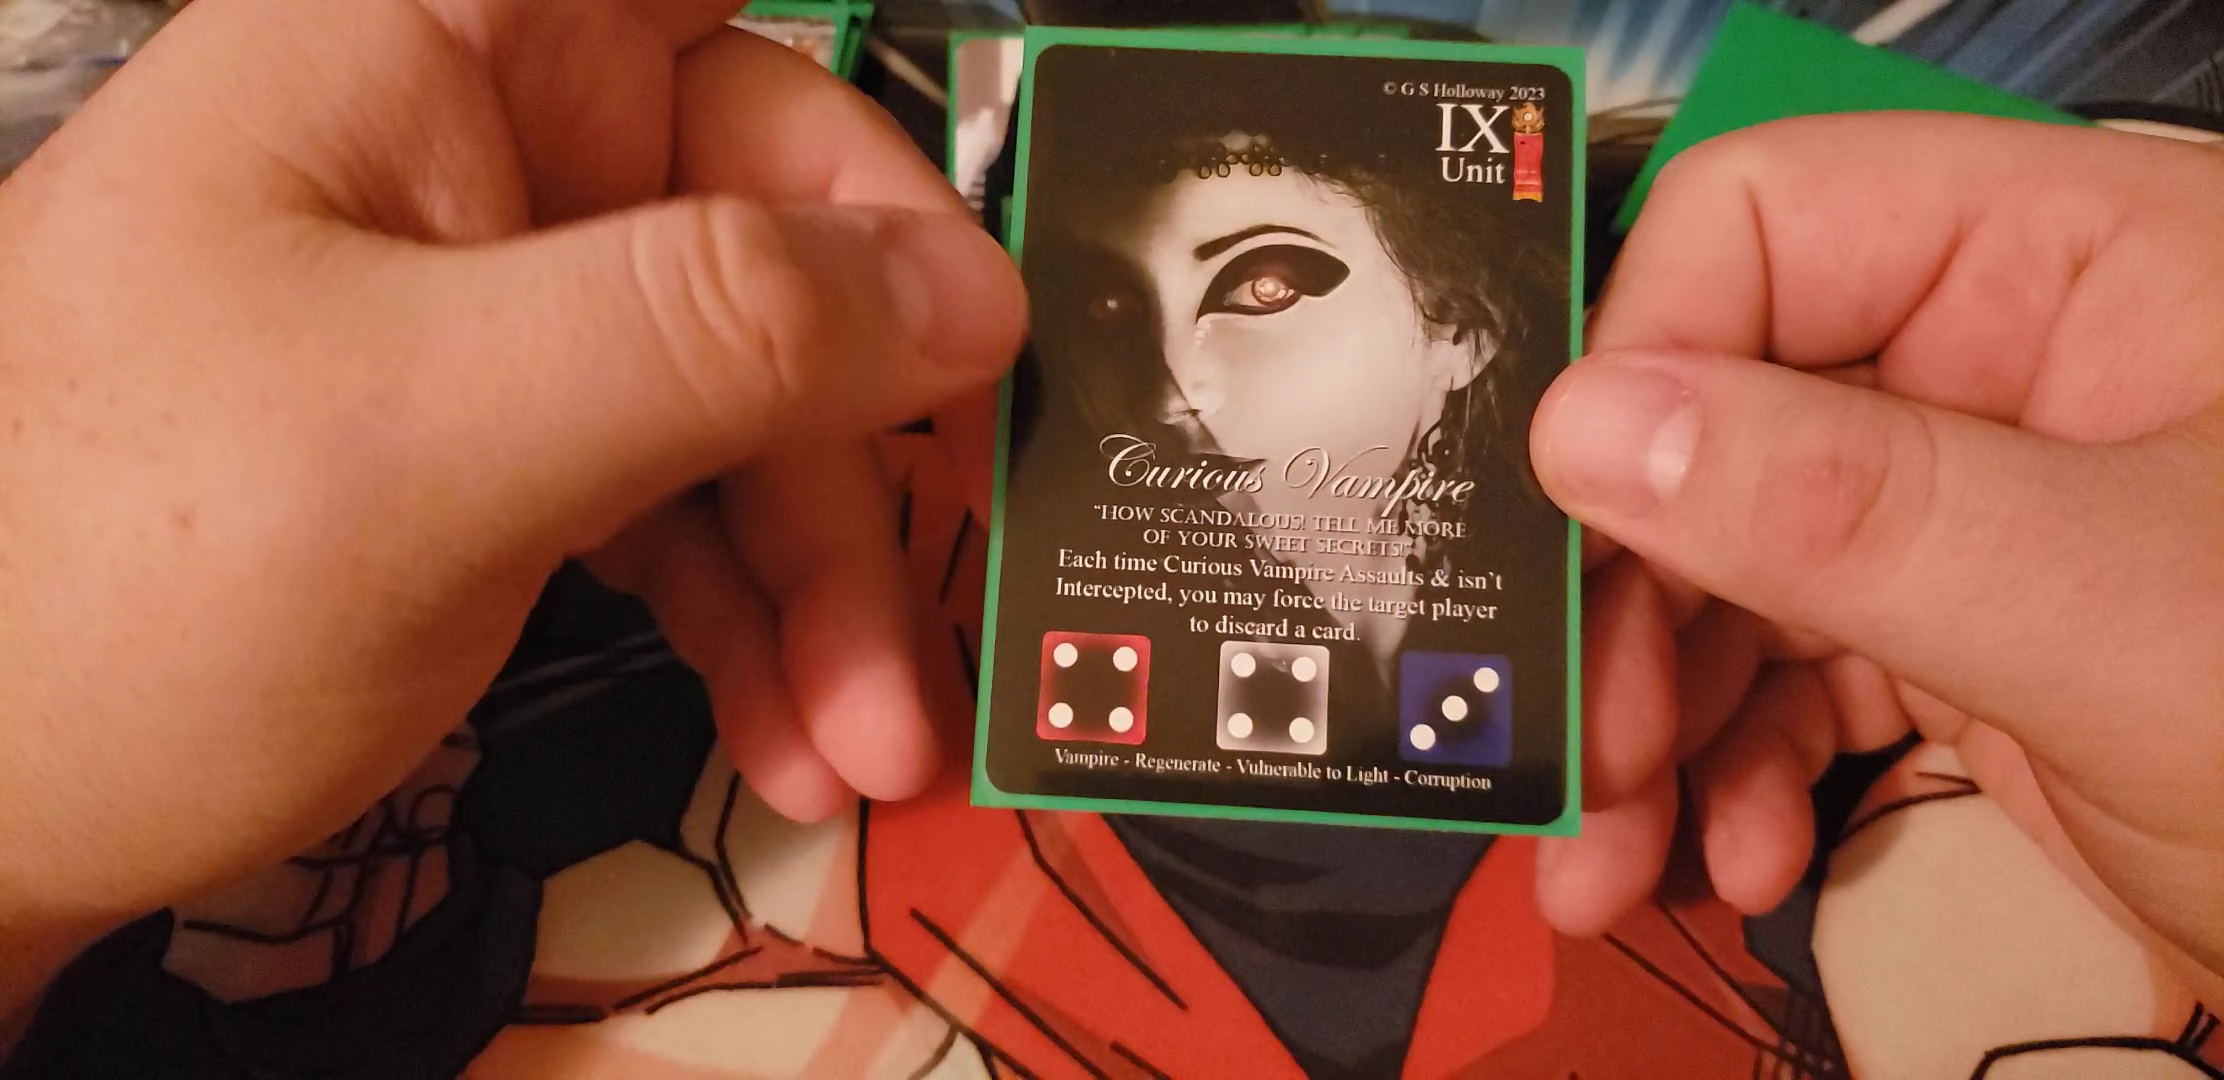 © G S Holloway 2023
IX
Unit
Curious Vampire
“HOW SCANDALOUS! TELL ME MORE
OF YOUR SWEET SECRETS!”
Each time Curious Vampire Assaults & isn’t
Intercepted, you may force the target player
to discard a card.
Vampire - Regenerate - Vulnerable to Light - Corruption